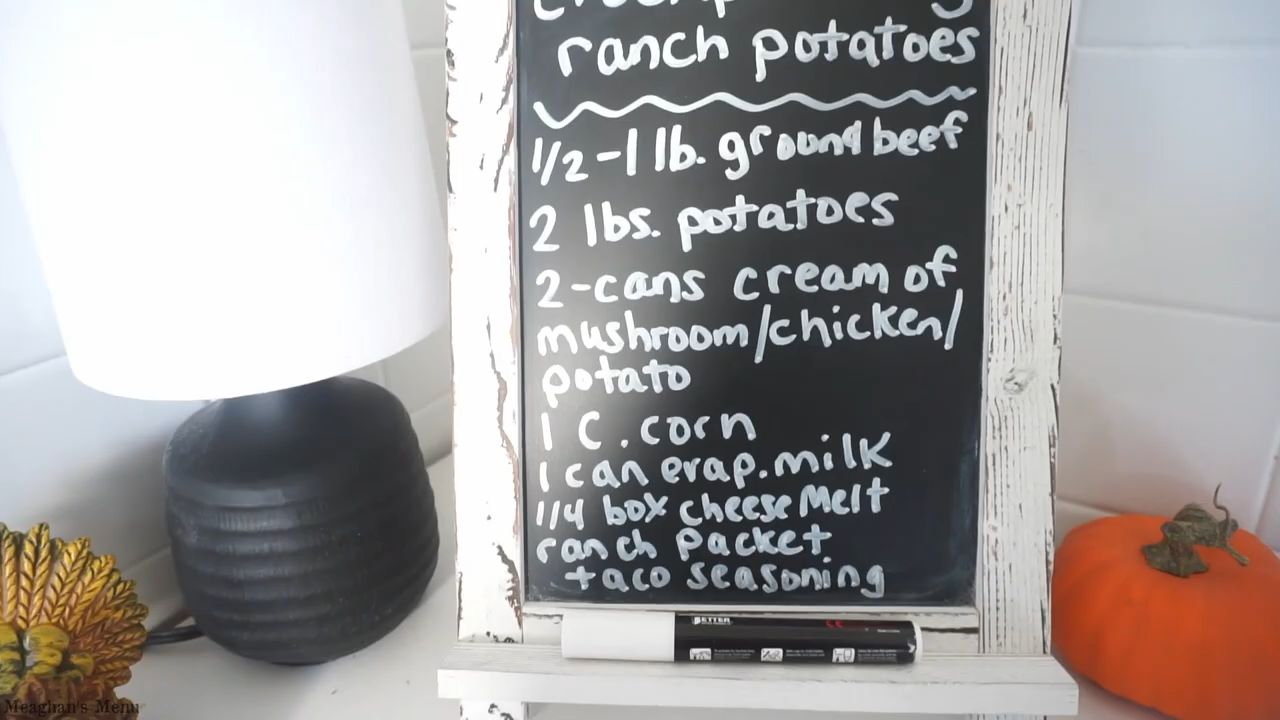 ranch potatoes
1/2-1 lb. ground beef
2 lbs. potatoes
2-cans cream of
mushroom/chicken/
potato
1 C. corn
1 can evap. milk
1/4 box cheese Melt
ranch packet
+taco seasoning
BETTER
Meaghan's Menu